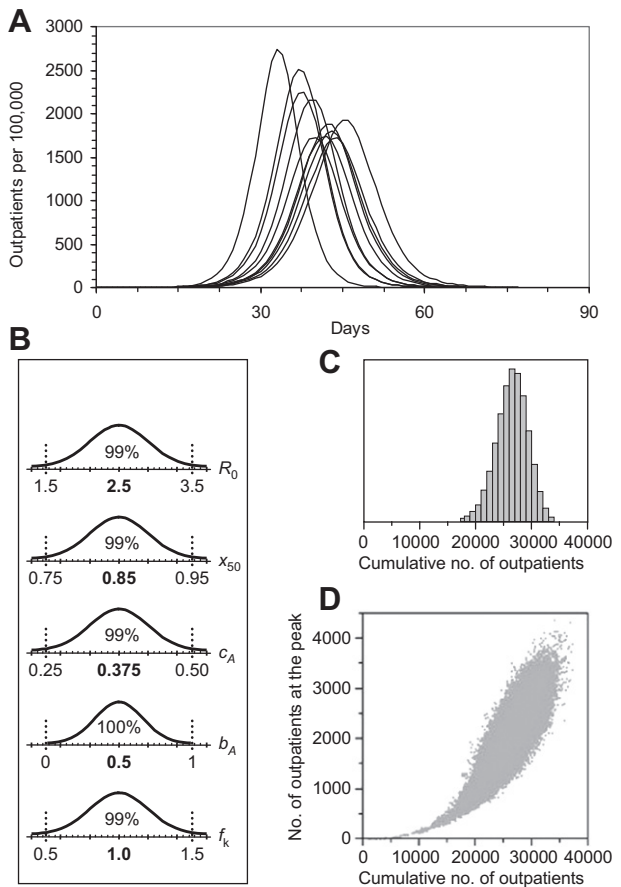 A
3000
2500
2000
1500
1000
500
0
Outpatients per 100,000
0 30 60 90
Days
B
99%
R0
1.5 2.5 3.5
99%
x50
0.75 0.85 0.95
99%
cA
0.25 0.375 0.50
100%
bA
0 0.5 1
99%
fk
0.5 1.0 1.5
C
0 10000 20000 30000 40000
Cumulative no. of outpatients
D
4000
3000
2000
1000
0
No. of outpatients at the peak
0 10000 20000 30000 40000
Cumulative no. of outpatients